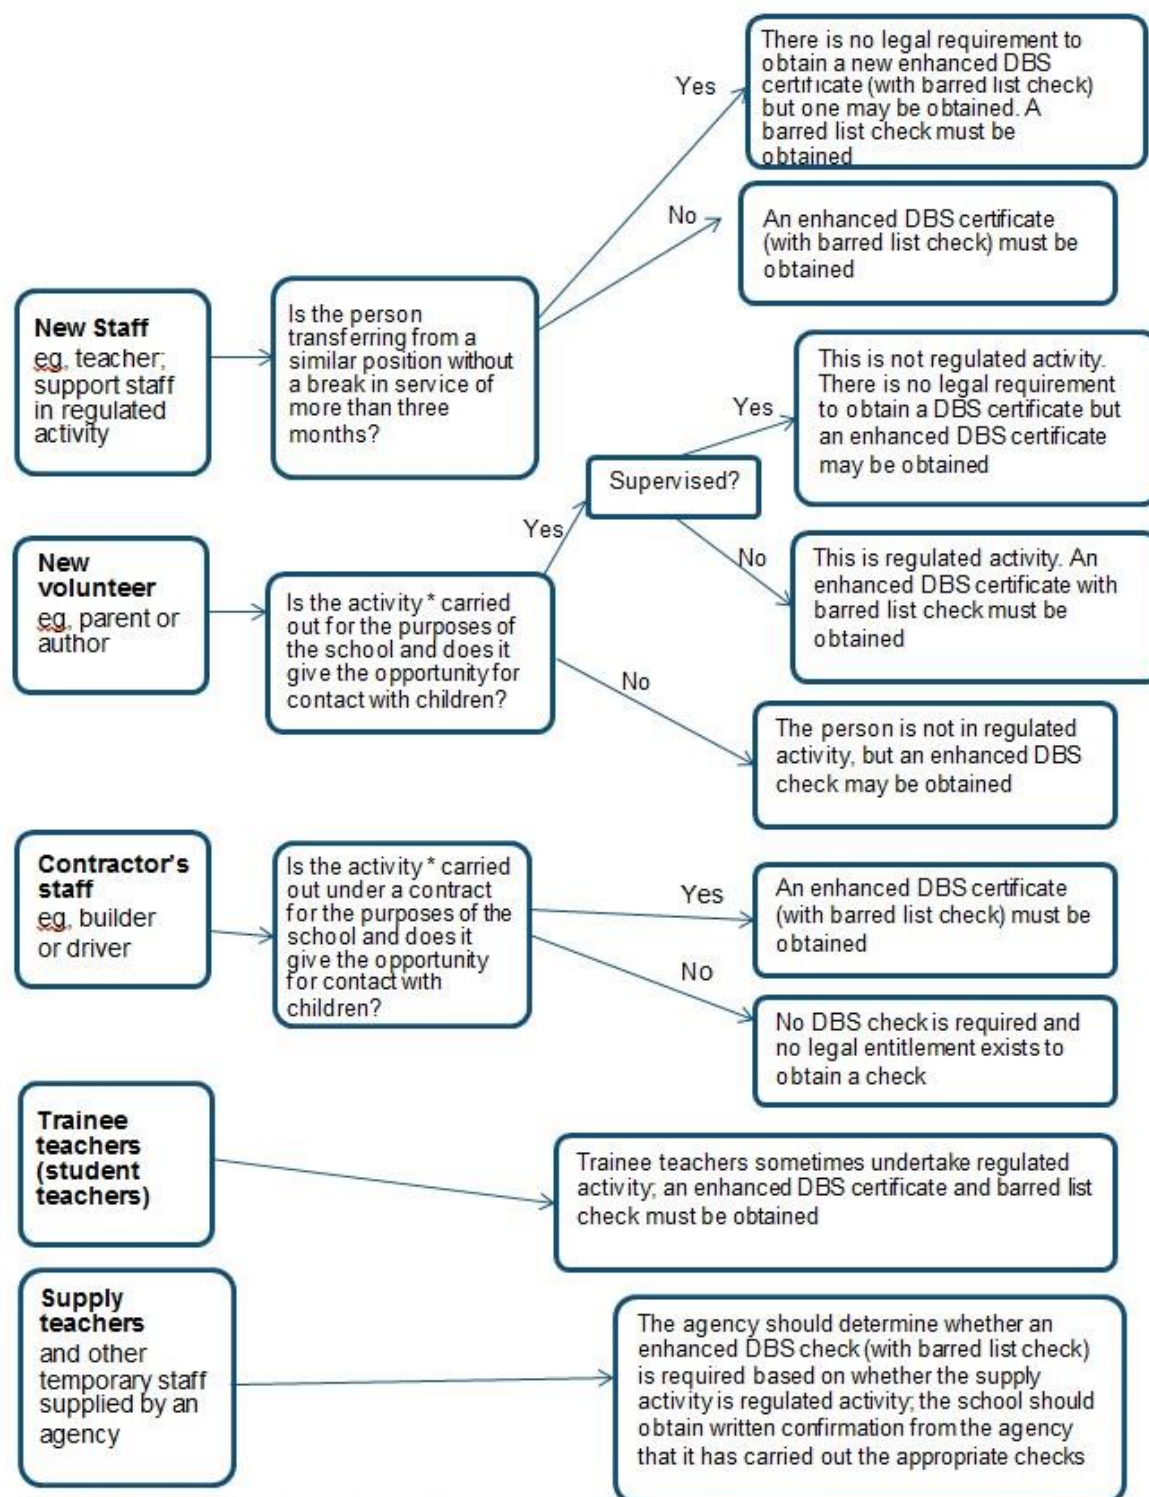 There is no legal requirement to
obtain a new enhanced DBS
certificate (with barred list check)
but one may be obtained. A
barred list check must be
obtained
Yes
No
An enhanced DBS certificate
(with barred list check) must be
obtained
New Staff
eg, teacher;
support staff
in regulated
activity
Is the person
transferring from a
similar position without
a break in service of
more than three
months?
This is not regulated activity.
There is no legal requirement
to obtain a DBS certificate but
an enhanced DBS certificate
may be obtained
Yes
Supervised?
Yes
No
This is regulated activity. An
enhanced DBS certificate with
barred list check must be
obtained
New
volunteer
eg, parent or
author
Is the activity * carried
out for the purposes of
the school and does it
give the opportunity for
contact with children?
No
The person is not in regulated
activity, but an enhanced DBS
check may be obtained
Contractor's
staff
eg, builder
or driver
Is the activity * carried
out under a contract
for the purposes of the
school and does it
give the opportunity
for contact with
children?
Yes
An enhanced DBS certificate
(with barred list check) must be
obtained
No
No DBS check is required and
no legal entitlement exists to
obtain a check
Trainee
teachers
(student
teachers)
Trainee teachers sometimes undertake regulated
activity; an enhanced DBS certificate and barred list
check must be obtained
Supply
teachers
and other
temporary staff
supplied by an
agency
The agency should determine whether an
enhanced DBS check (with barred list check)
is required based on whether the supply
activity is regulated activity; the school should
obtain written confirmation from the agency
that it has carried out the appropriate checks